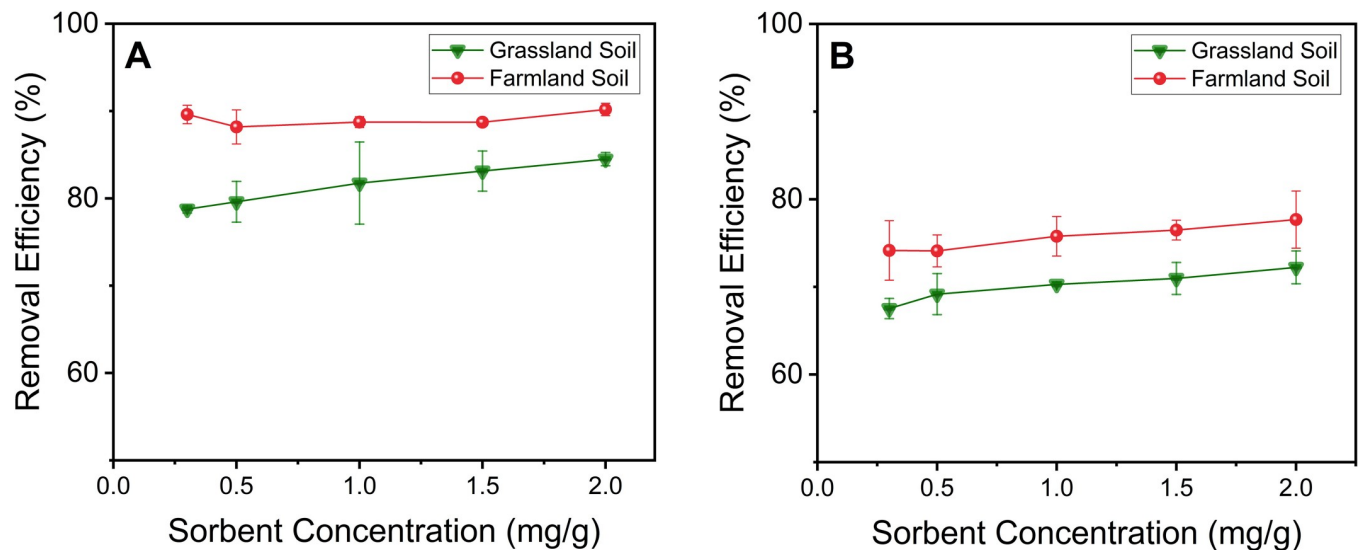 A
Grassland Soil
Farmland Soil
Removal Efficiency (%)
100
80
60
0.0 0.5 1.0 1.5 2.0
Sorbent Concentration (mg/g)
B
Grassland Soil
Farmland Soil
Removal Efficiency (%)
100
80
60
0.0 0.5 1.0 1.5 2.0
Sorbent Concentration (mg/g)